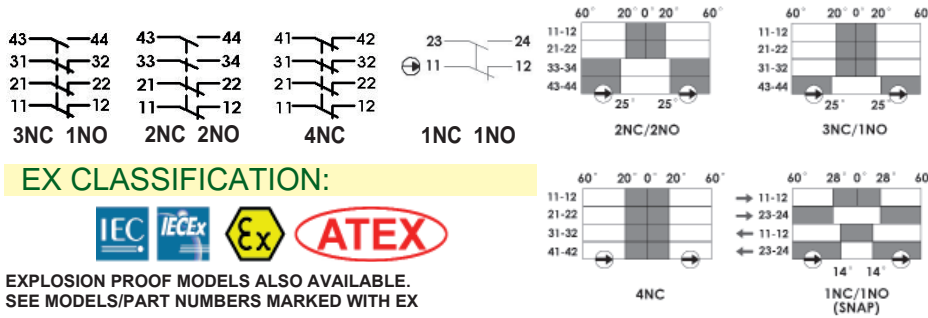 43 44
31 32
21 22
11 12
3NC 1NO
43 44
33 34
21 22
11 12
2NC 2NO
41 42
31 32
21 22
11 12
4NC
23 24
11 12
1NC 1NO
60° 20° 0° 20° 60°
11-12
21-22
33-34
43-44
25° 25°
2NC/2NO
60° 20° 0° 20° 60°
11-12
21-22
31-32
43-44
25° 25°
3NC/1NO
EX CLASSIFICATION:
IEC
IECEx
Ex
ATEX
EXPLOSION PROOF MODELS ALSO AVAILABLE.
SEE MODELS/PART NUMBERS MARKED WITH EX
60° 20° 0° 20° 60°
11-12
21-22
31-32
41-42
4NC
60° 28° 0° 28° 60°
→ 11-12
→ 23-24
← 11-12
← 23-24
14° 14°
1NC/1NO
(SNAP)